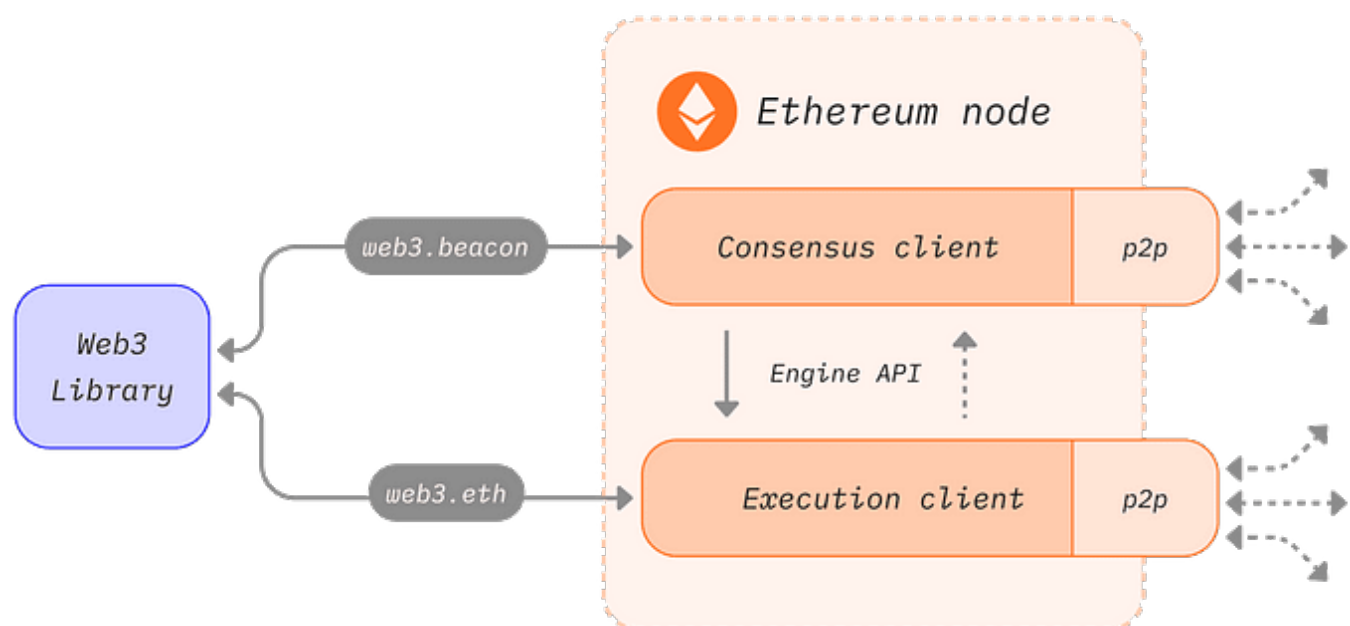 Ethereum node
web3.beacon
Consensus client
p2p
Web3
Library
Engine API
web3.eth
Execution client
p2p